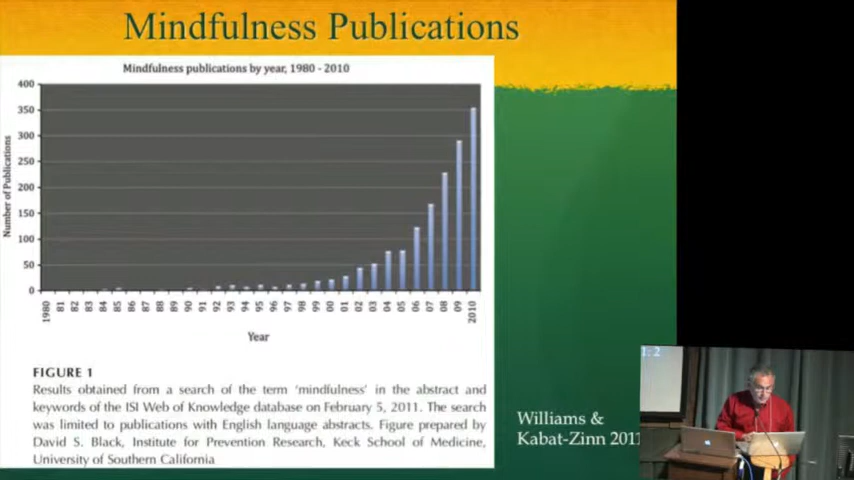 Mindfulness Publications
Mindfulness publications by year, 1980 - 2010
Number of Publications
400
350
300
250
200
150
100
50
0
1980 81 82 83 84 85 86 87 88 89 90 91 92 93 94 95 96 97 98 99 00 01 02 03 04 05 06 07 08 09 2010
Year
FIGURE 1
Results obtained from a search of the term 'mindfulness' in the abstract and
keywords of the ISI Web of Knowledge database on February 5, 2011. The search
was limited to publications with English language abstracts. Figure prepared by
David S. Black, Institute for Prevention Research, Keck School of Medicine,
University of Southern California
Williams &
Kabat-Zinn 2011
1. 2